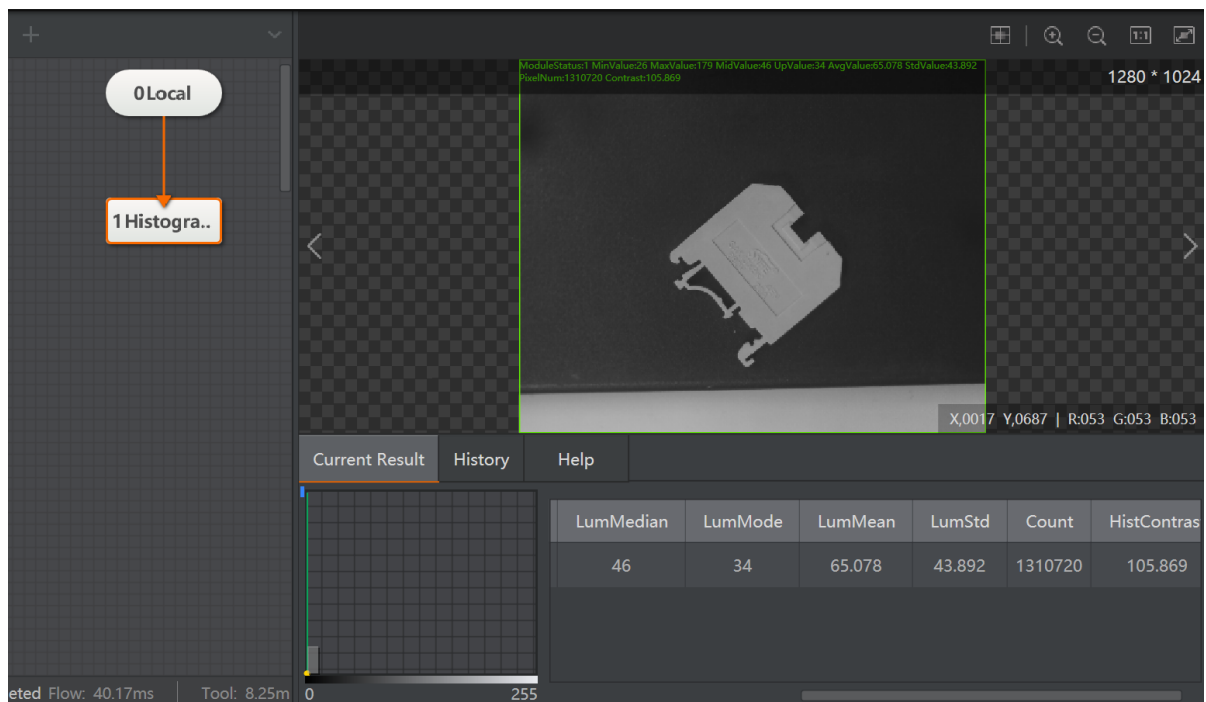 ModuleStatus:1 MinValue:26 MaxValue:179 MidValue:46 UpValue:34 AvgValue:65.078 StdValue:43.892
PixelNum:1310720 Contrast:105.869
1280 * 1024
0Local
1Histogra..
X,0017 Y,0687 | R:053 G:053 B:053
Current Result History Help
LumMedian LumMode LumMean LumStd Count HistContras
46 34 65.078 43.892 1310720 105.869
eted Flow: 40.17ms Tool: 8.25m
0 255
1:1